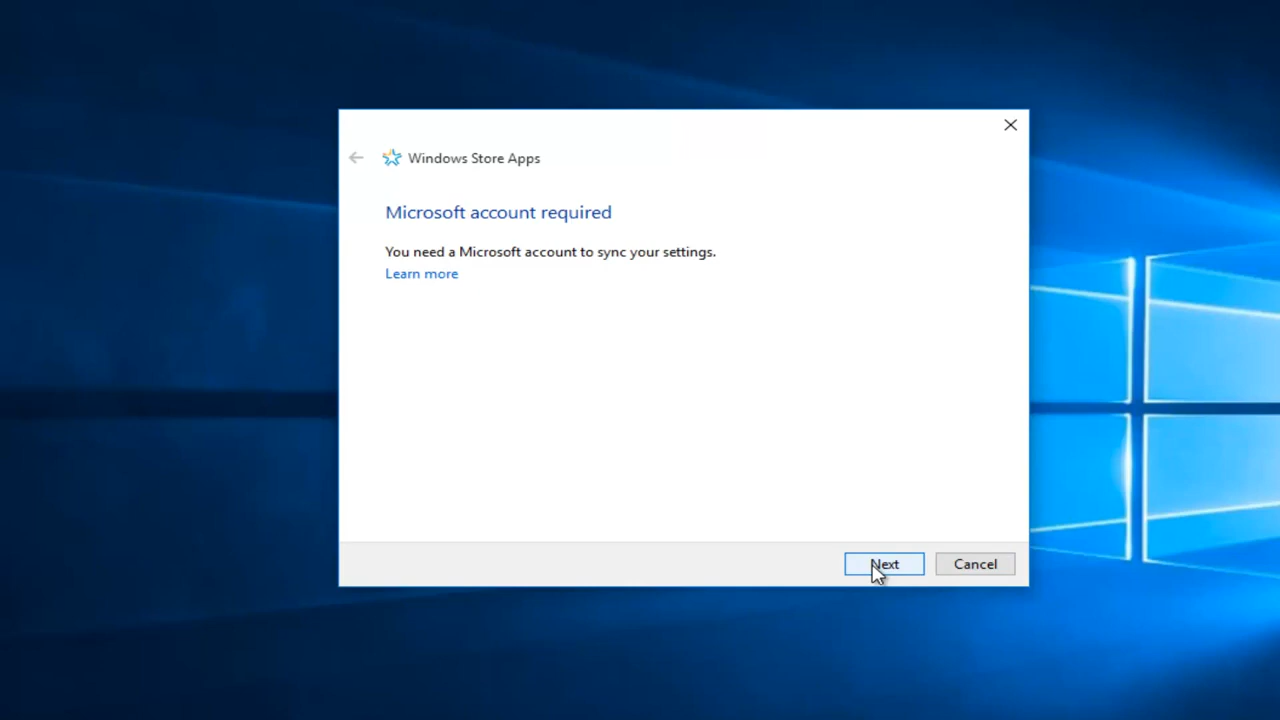 Windows Store Apps
Microsoft account required
You need a Microsoft account to sync your settings.
Learn more
Next
Cancel